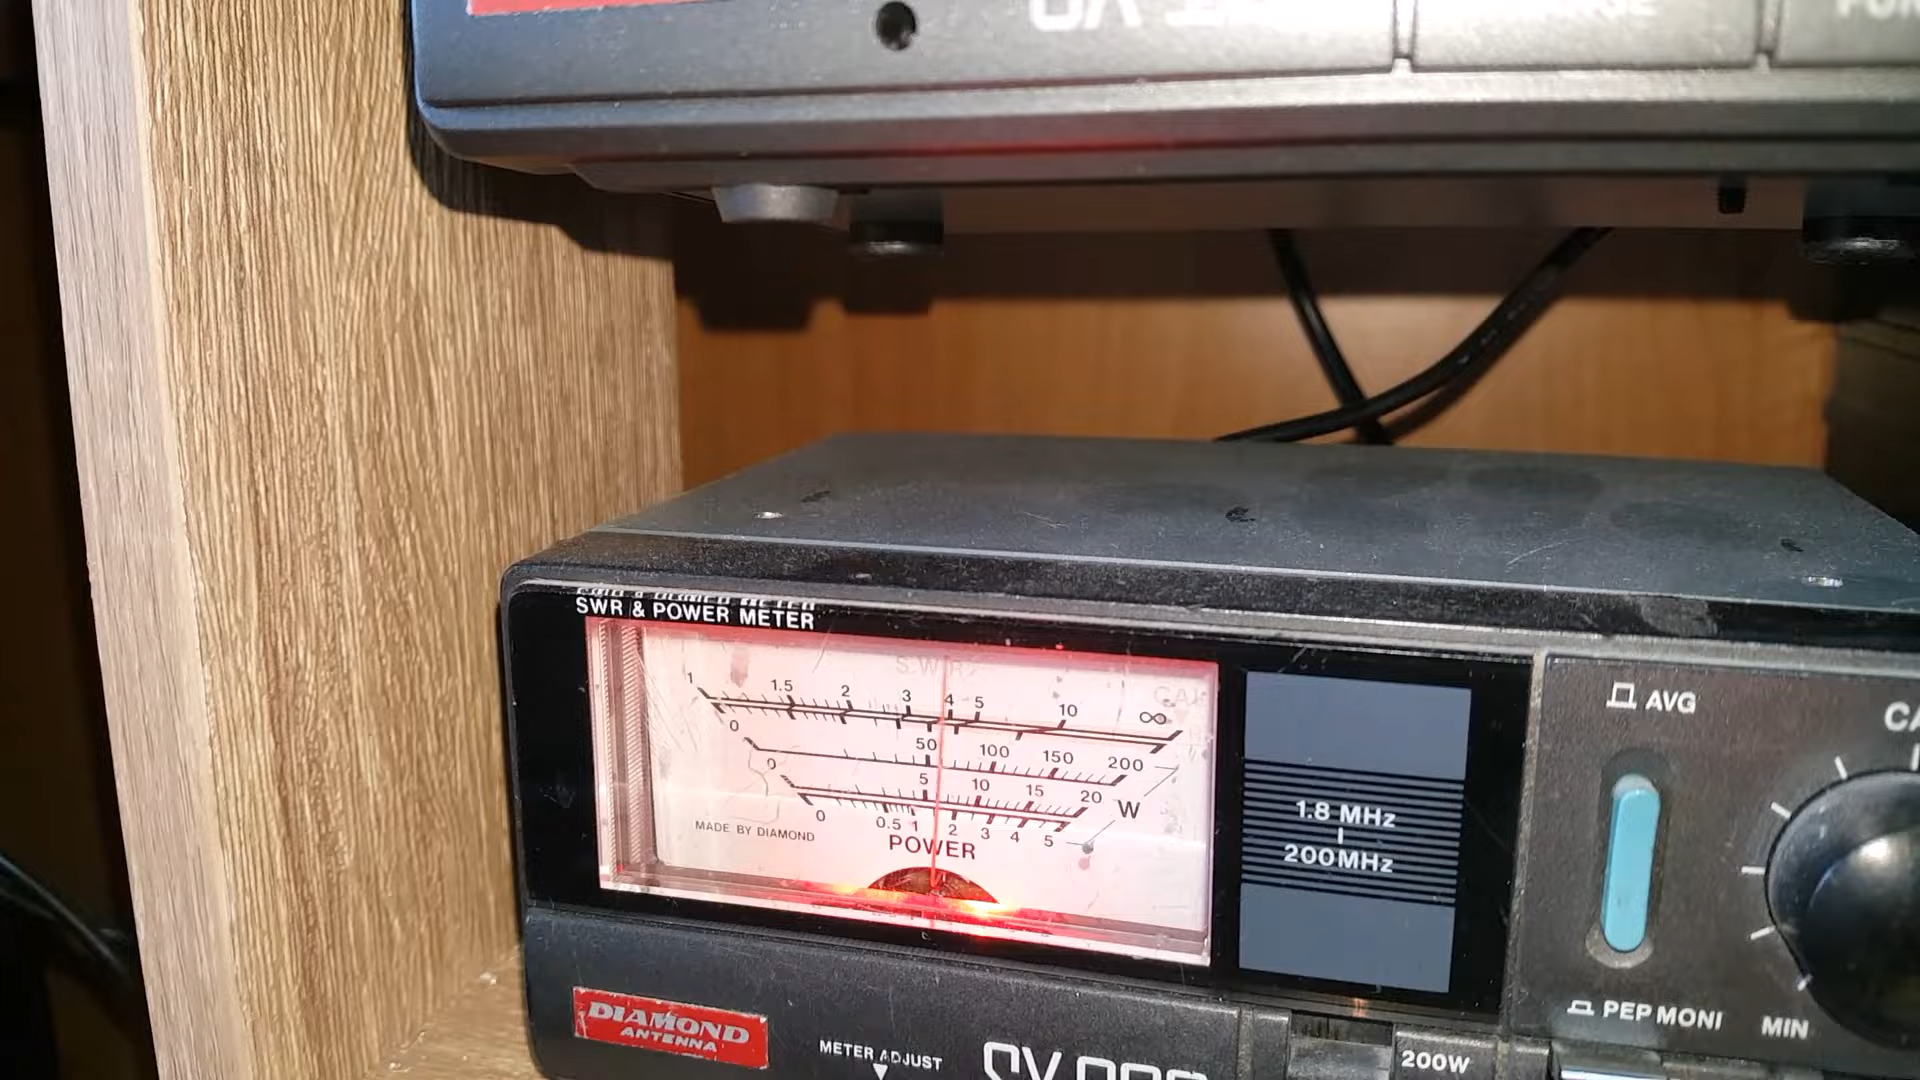 SWR & POWER METER
S.W.R.
CAL
1 1.5 2 3 4 5 10 ∞
0 50 100 150 200
0 5 10 15 20 W
0 0.5 1 2 3 4 5
MADE BY DIAMOND
POWER
1.8 MHz
200MHz
AVG
PEP MONI
MIN
DIAMOND
ANTENNA
METER ADJUST
200W